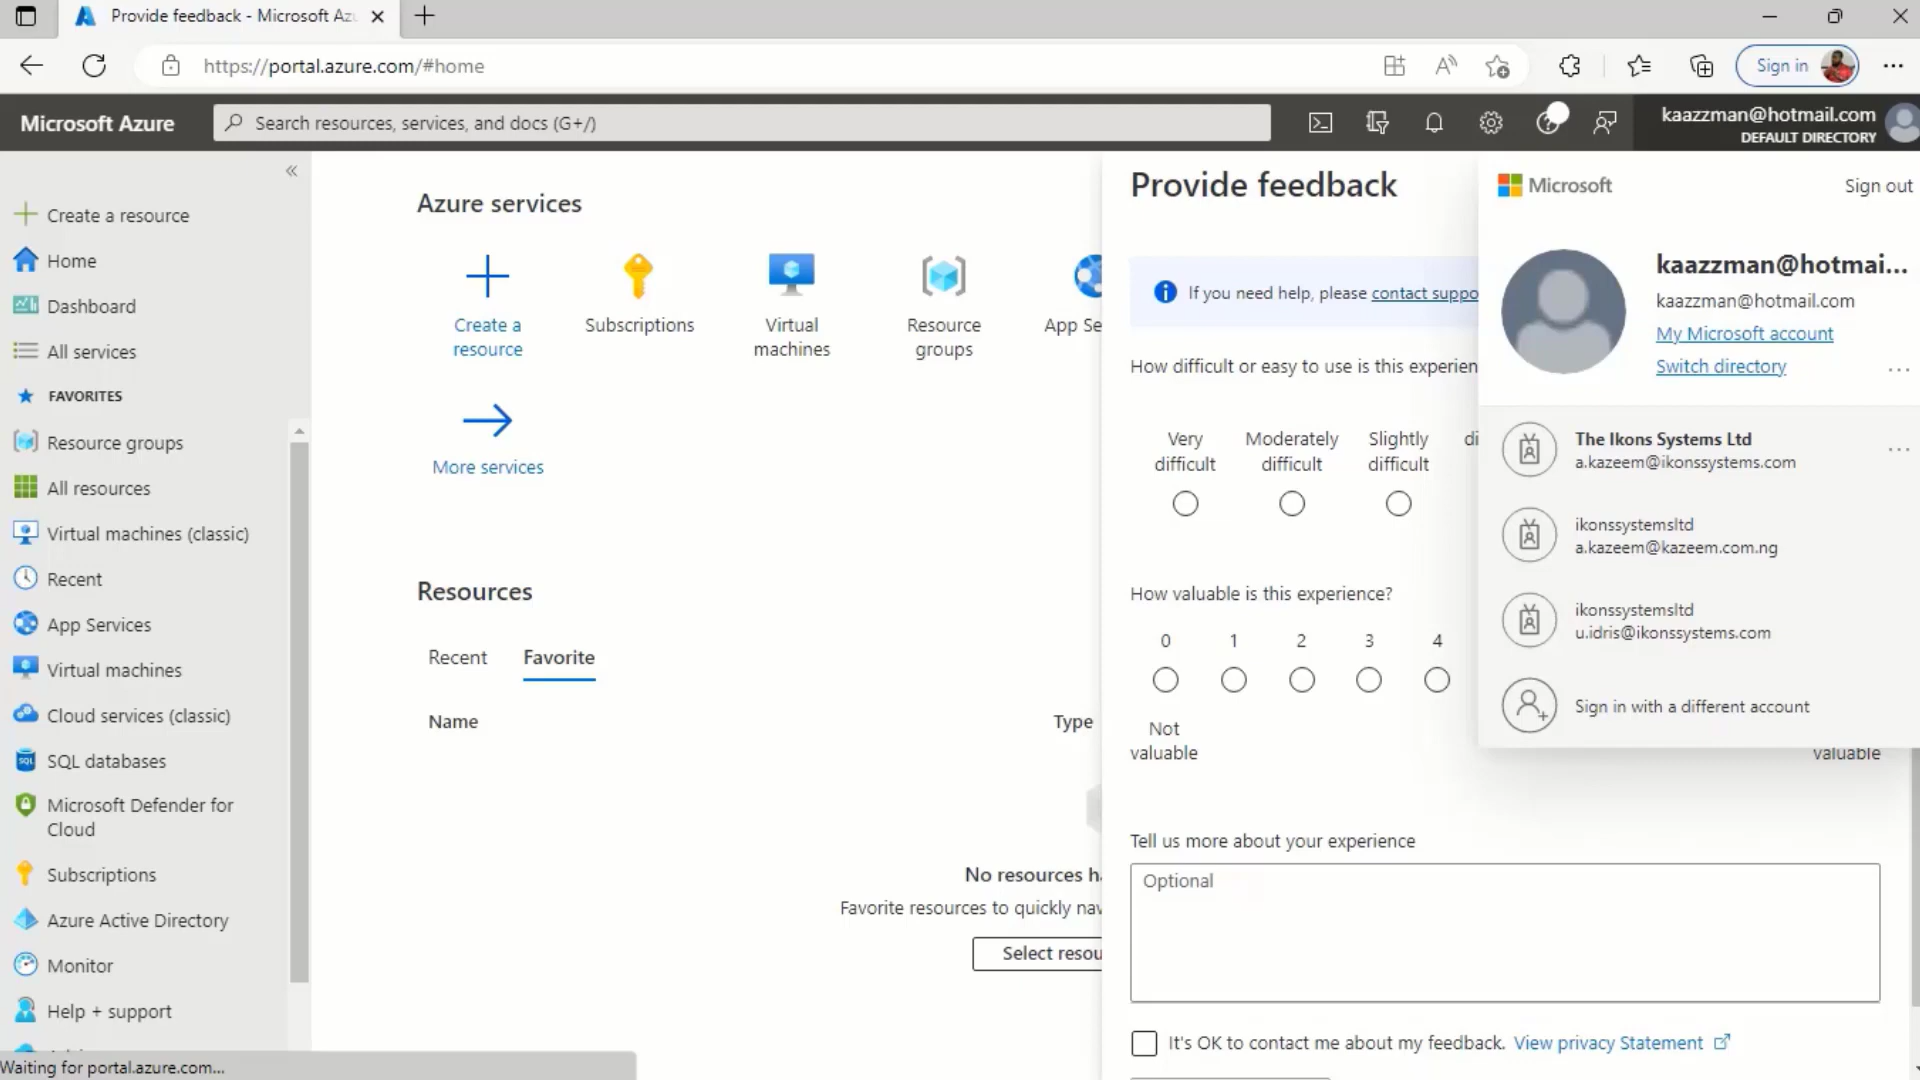 Provide feedback - Microsoft Az
https://portal.azure.com/#home
Sign in
Microsoft Azure
Search resources, services, and docs (G+/)
kaazzman@hotmail.com
DEFAULT DIRECTORY
Create a resource
Home
Dashboard
All services
FAVORITES
Resource groups
All resources
Virtual machines (classic)
Recent
App Services
Virtual machines
Cloud services (classic)
SQL databases
Microsoft Defender for
Cloud
Subscriptions
Azure Active Directory
Monitor
Help + support
Waiting for portal.azure.com...
Azure services
Create a
resource
Subscriptions
Virtual
machines
Resource
groups
App Se
More services
Resources
Recent
Favorite
Name
Type
No resources h
Favorite resources to quickly nav
Select resou
Provide feedback
If you need help, please contact suppo
How difficult or easy to use is this experien
Very
difficult
Moderately
difficult
Slightly
difficult
di
How valuable is this experience?
0 1 2 3 4
Not
valuable
valuable
Tell us more about your experience
Optional
It's OK to contact me about my feedback. View privacy Statement
Microsoft
Sign out
kaazzman@hotmai...
kaazzman@hotmail.com
My Microsoft account
Switch directory
The Ikons Systems Ltd
a.kazeem@ikonssystems.com
ikonssystemsltd
a.kazeem@kazeem.com.ng
ikonssystemsltd
u.idris@ikonssystems.com
Sign in with a different account